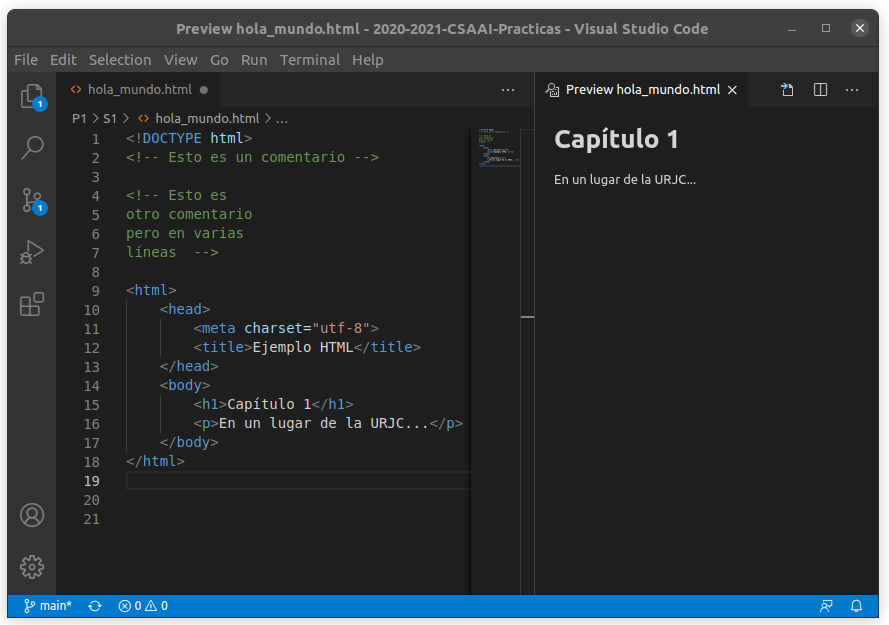 Preview hola_mundo.html - 2020-2021-CSAAI-Practicas - Visual Studio Code
File Edit Selection View Go Run Terminal Help
hola_mundo.html
Preview hola_mundo.html
P1 > S1 > hola_mundo.html > ...
1 <!DOCTYPE html>
2 <!-- Esto es un comentario -->
3
4 <!-- Esto es
5 otro comentario
6 pero en varias
7 líneas  -->
8
9 <html>
10     <head>
11         <meta charset="utf-8">
12         <title>Ejemplo HTML</title>
13     </head>
14     <body>
15         <h1>Capítulo 1</h1>
16         <p>En un lugar de la URJC...</p>
17     </body>
18 </html>
19
20
21
Capítulo 1
En un lugar de la URJC...
1
1
main* 0 0